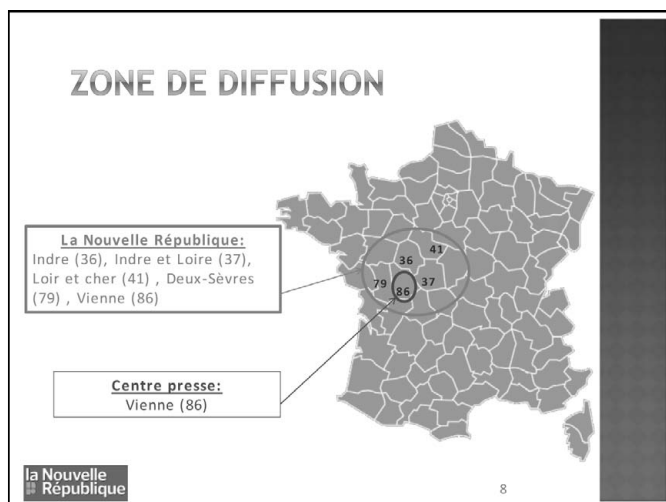 ZONE DE DIFFUSION
La Nouvelle République:
Indre (36), Indre et Loire (37),
Loir et cher (41) , Deux-Sèvres
(79) , Vienne (86)
41
36
79
37
86
Centre presse:
Vienne (86)
la Nouvelle
République
8